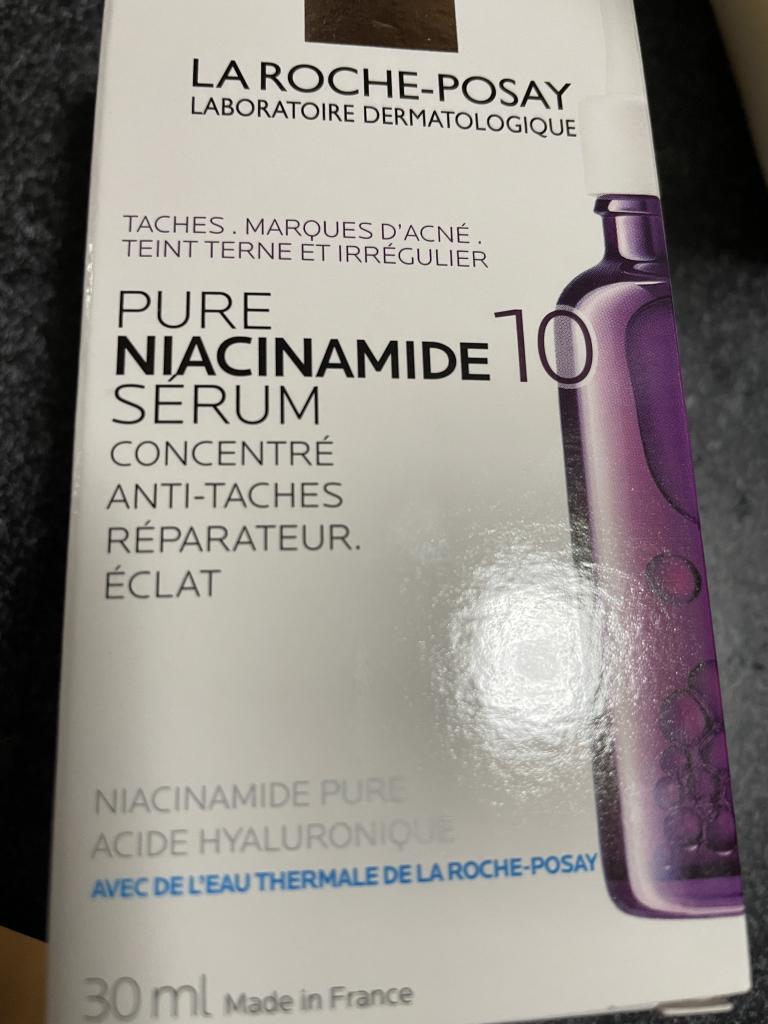 LA ROCHE-POSAY
LABORATOIRE DERMATOLOGIQUE
TACHES . MARQUES D'ACNÉ .
TEINT TERNE ET IRRÉGULIER
PURE
NIACINAMIDE 10
SÉRUM
CONCENTRÉ
ANTI-TACHES
RÉPARATEUR.
ÉCLAT
NIACINAMIDE PURE
ACIDE HYALURONIQUE
AVEC DE L'EAU THERMALE DE LA ROCHE-POSAY
30 ml Made in France